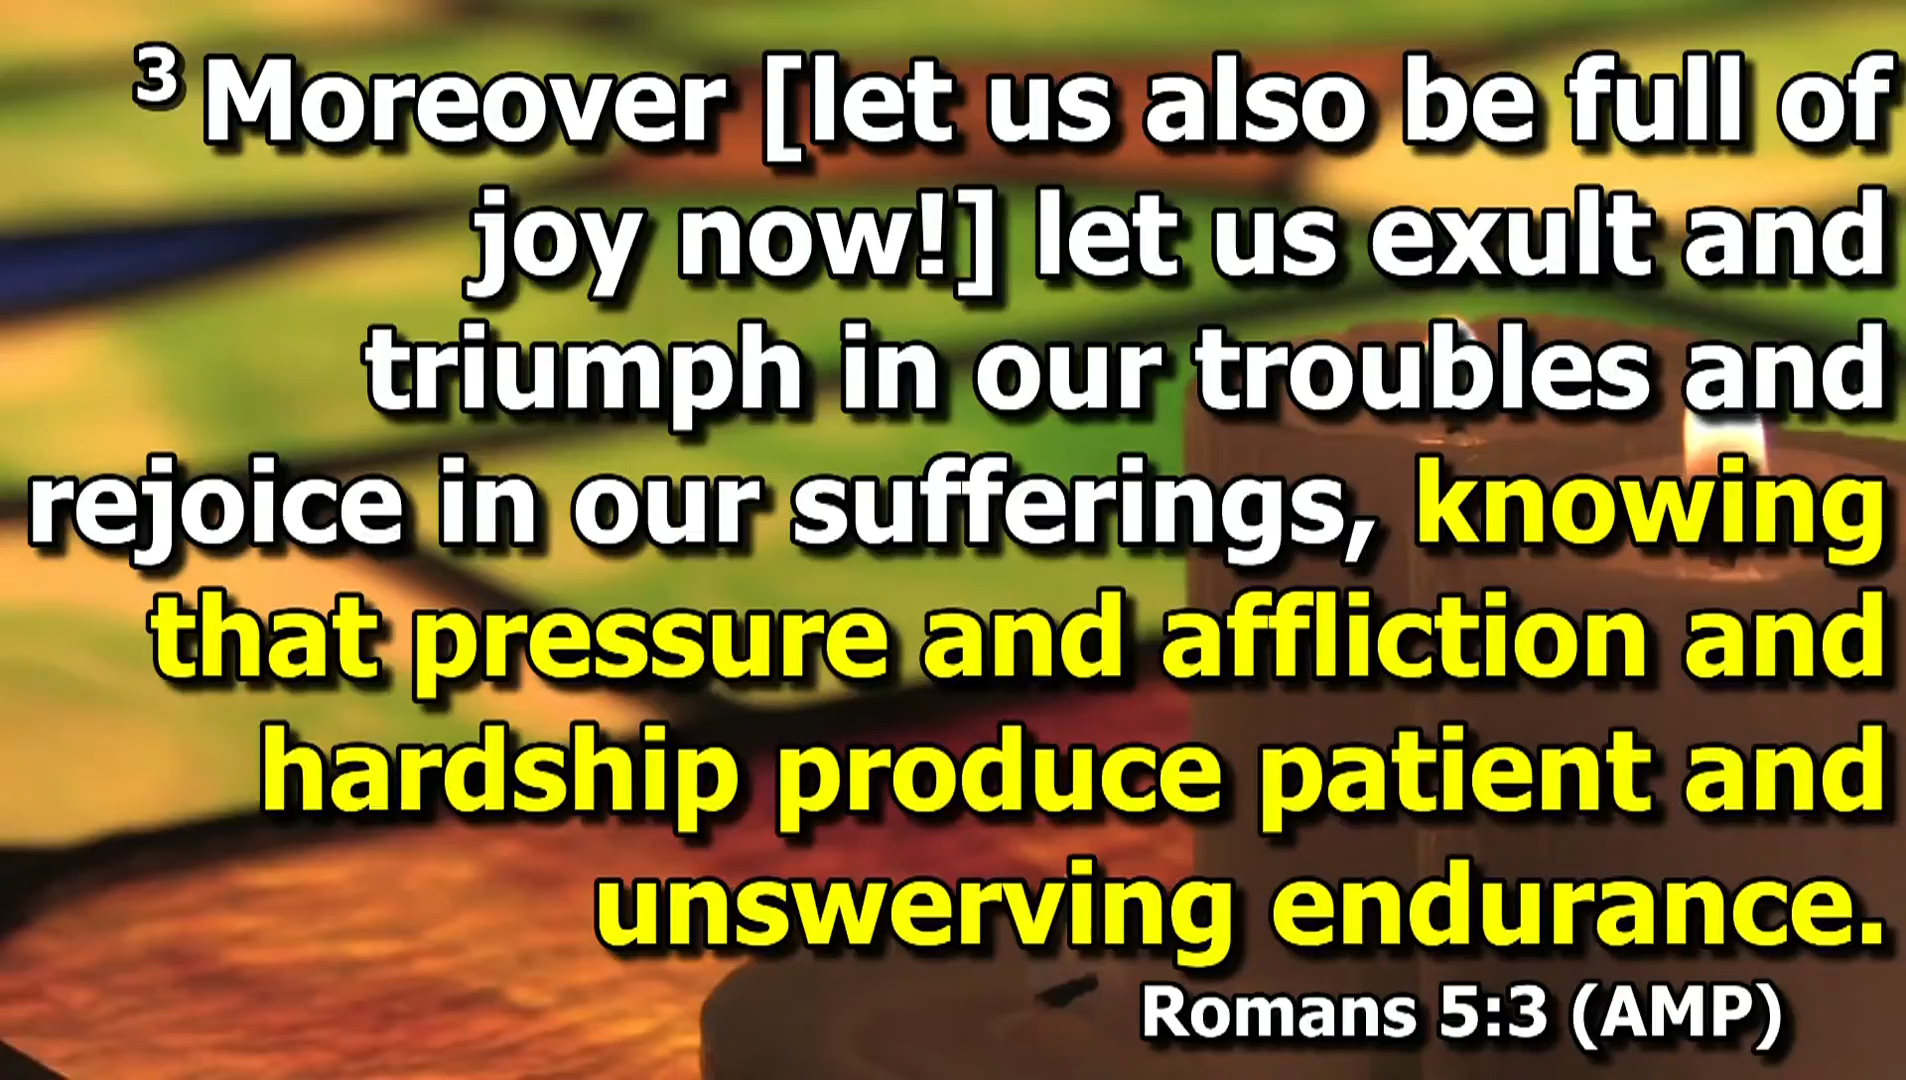 3 Moreover [let us also be full of
joy now!] let us exult and
triumph in our troubles and
rejoice in our sufferings, knowing
that pressure and affliction and
hardship produce patient and
unswerving endurance.
Romans 5:3 (AMP)